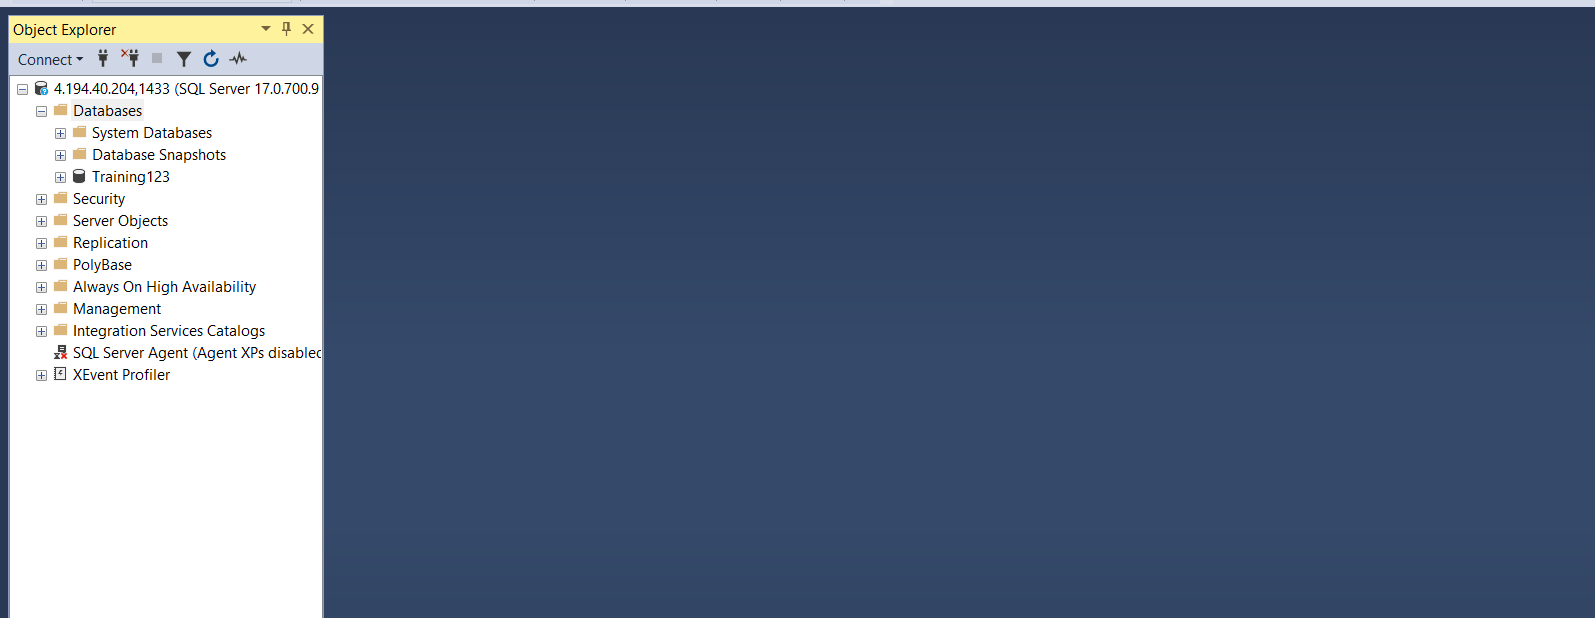 Object Explorer
Connect
4.194.40.204,1433 (SQL Server 17.0.700.9
Databases
System Databases
Database Snapshots
Training123
Security
Server Objects
Replication
PolyBase
Always On High Availability
Management
Integration Services Catalogs
SQL Server Agent (Agent XPs disabled
XEvent Profiler